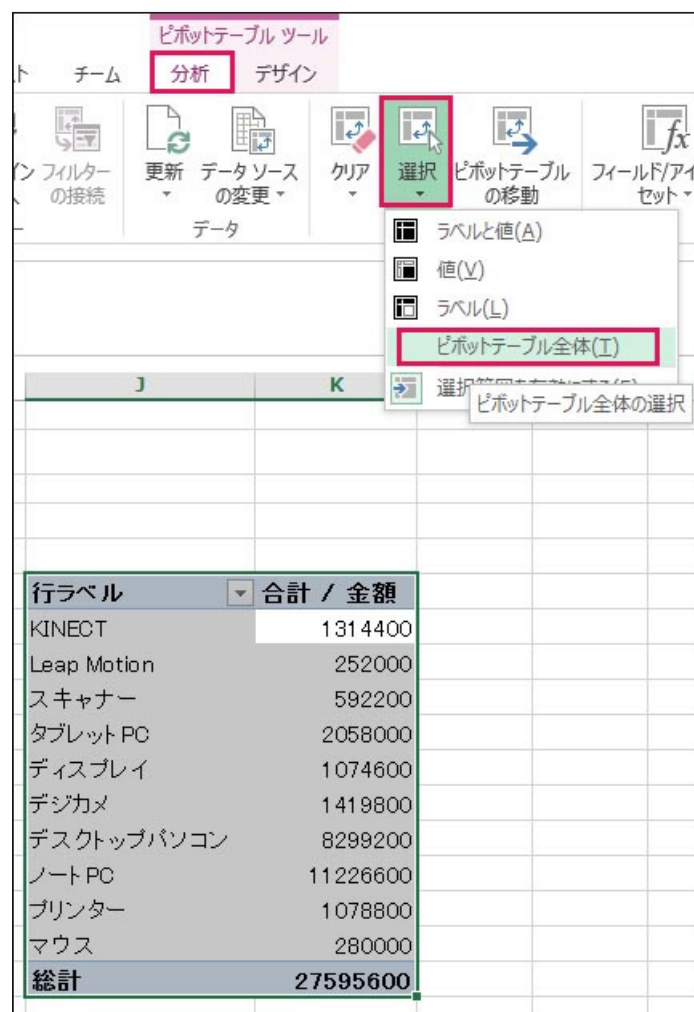 ピボットテーブル ツール
ト チーム 分析 デザイン
フィルター
の接続
更新
データ ソース
の変更
クリア
選択
ピボットテーブル
の移動
フィールド/アイ
セット
データ
ラベルと値(A)
値(V)
ラベル(L)
ピボットテーブル全体(T)
選択
ピボットテーブル全体の選択
J K
行ラベル 合計 / 金額
KINECT 1314400
Leap Motion 252000
スキャナー 592200
タブレットPC 2058000
ディスプレイ 1074600
デジカメ 1419800
デスクトップパソコン 8299200
ノートPC 11226600
プリンター 1078800
マウス 280000
総計 27595600